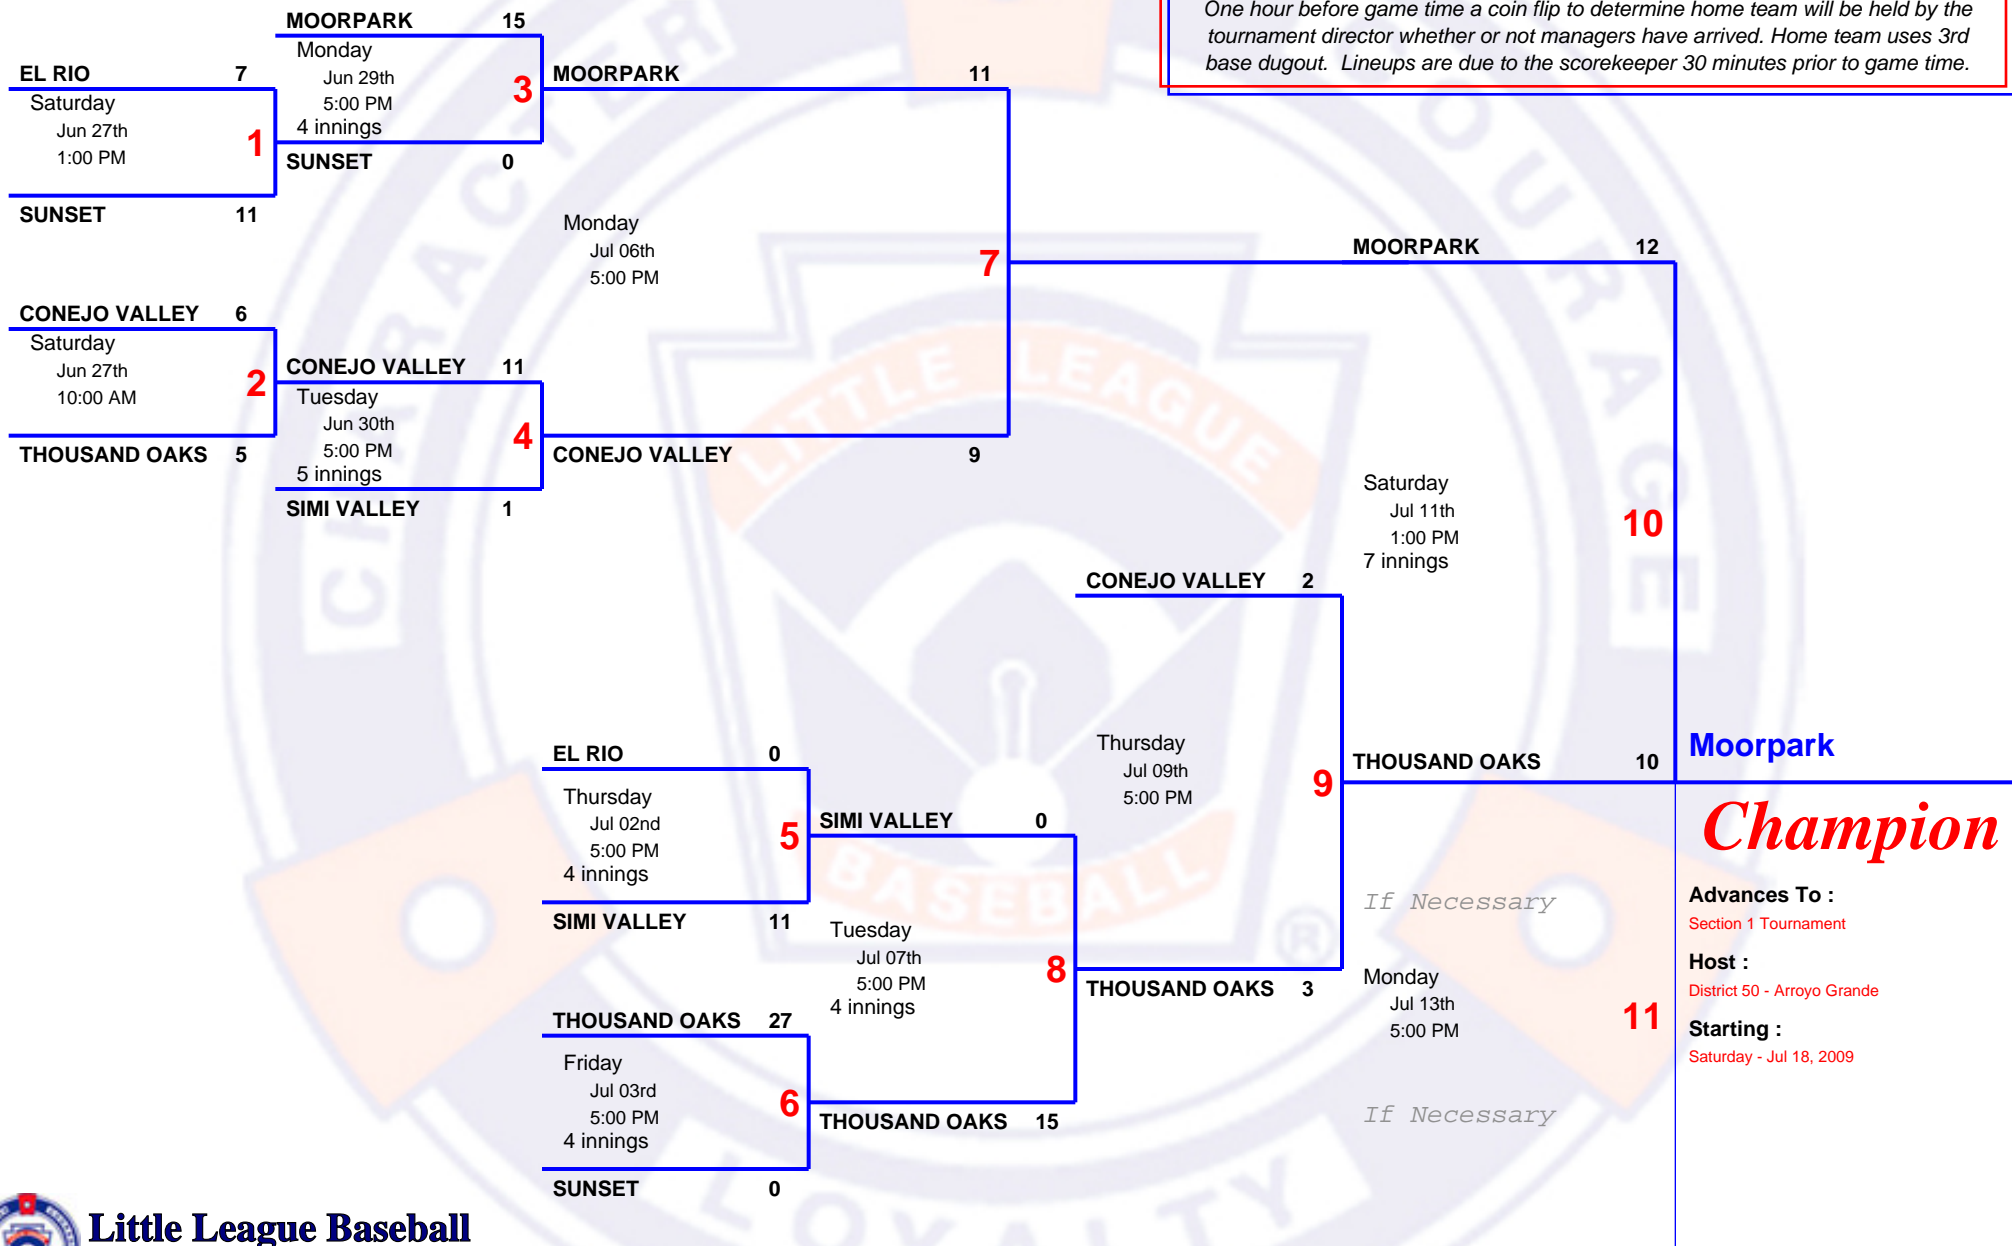 One hour before game time a coin flip to determine home team will be held by the
tournament director whether or not managers have arrived. Home team uses 3rd
base dugout. Lineups are due to the scorekeeper 30 minutes prior to game time.
MOORPARK 15
Monday
Jun 29th
5:00 PM
4 innings
3
SUNSET 0
EL RIO 7
Saturday
Jun 27th
1:00 PM
1
SUNSET 11
MOORPARK 11
Monday
Jul 06th
5:00 PM
7
CONEJO VALLEY 9
CONEJO VALLEY 6
Saturday
Jun 27th
10:00 AM
2
THOUSAND OAKS 5
CONEJO VALLEY 11
Tuesday
Jun 30th
5:00 PM
5 innings
4
SIMI VALLEY 1
MOORPARK 12
Saturday
Jul 11th
1:00 PM
7 innings
10
THOUSAND OAKS 10
CONEJO VALLEY 2
Thursday
Jul 09th
5:00 PM
9
THOUSAND OAKS 3
EL RIO 0
Thursday
Jul 02nd
5:00 PM
4 innings
5
SIMI VALLEY 11
SIMI VALLEY 0
Tuesday
Jul 07th
5:00 PM
4 innings
8
THOUSAND OAKS 15
THOUSAND OAKS 27
Friday
Jul 03rd
5:00 PM
4 innings
6
SUNSET 0
If Necessary
Monday
Jul 13th
5:00 PM
11
If Necessary
Moorpark
Champion
Advances To :
Section 1 Tournament
Host :
District 50 - Arroyo Grande
Starting :
Saturday - Jul 18, 2009
CHARACTER
COURAGE
LOYALTY
LITTLE LEAGUE
BASEBALL
®
Little League Baseball